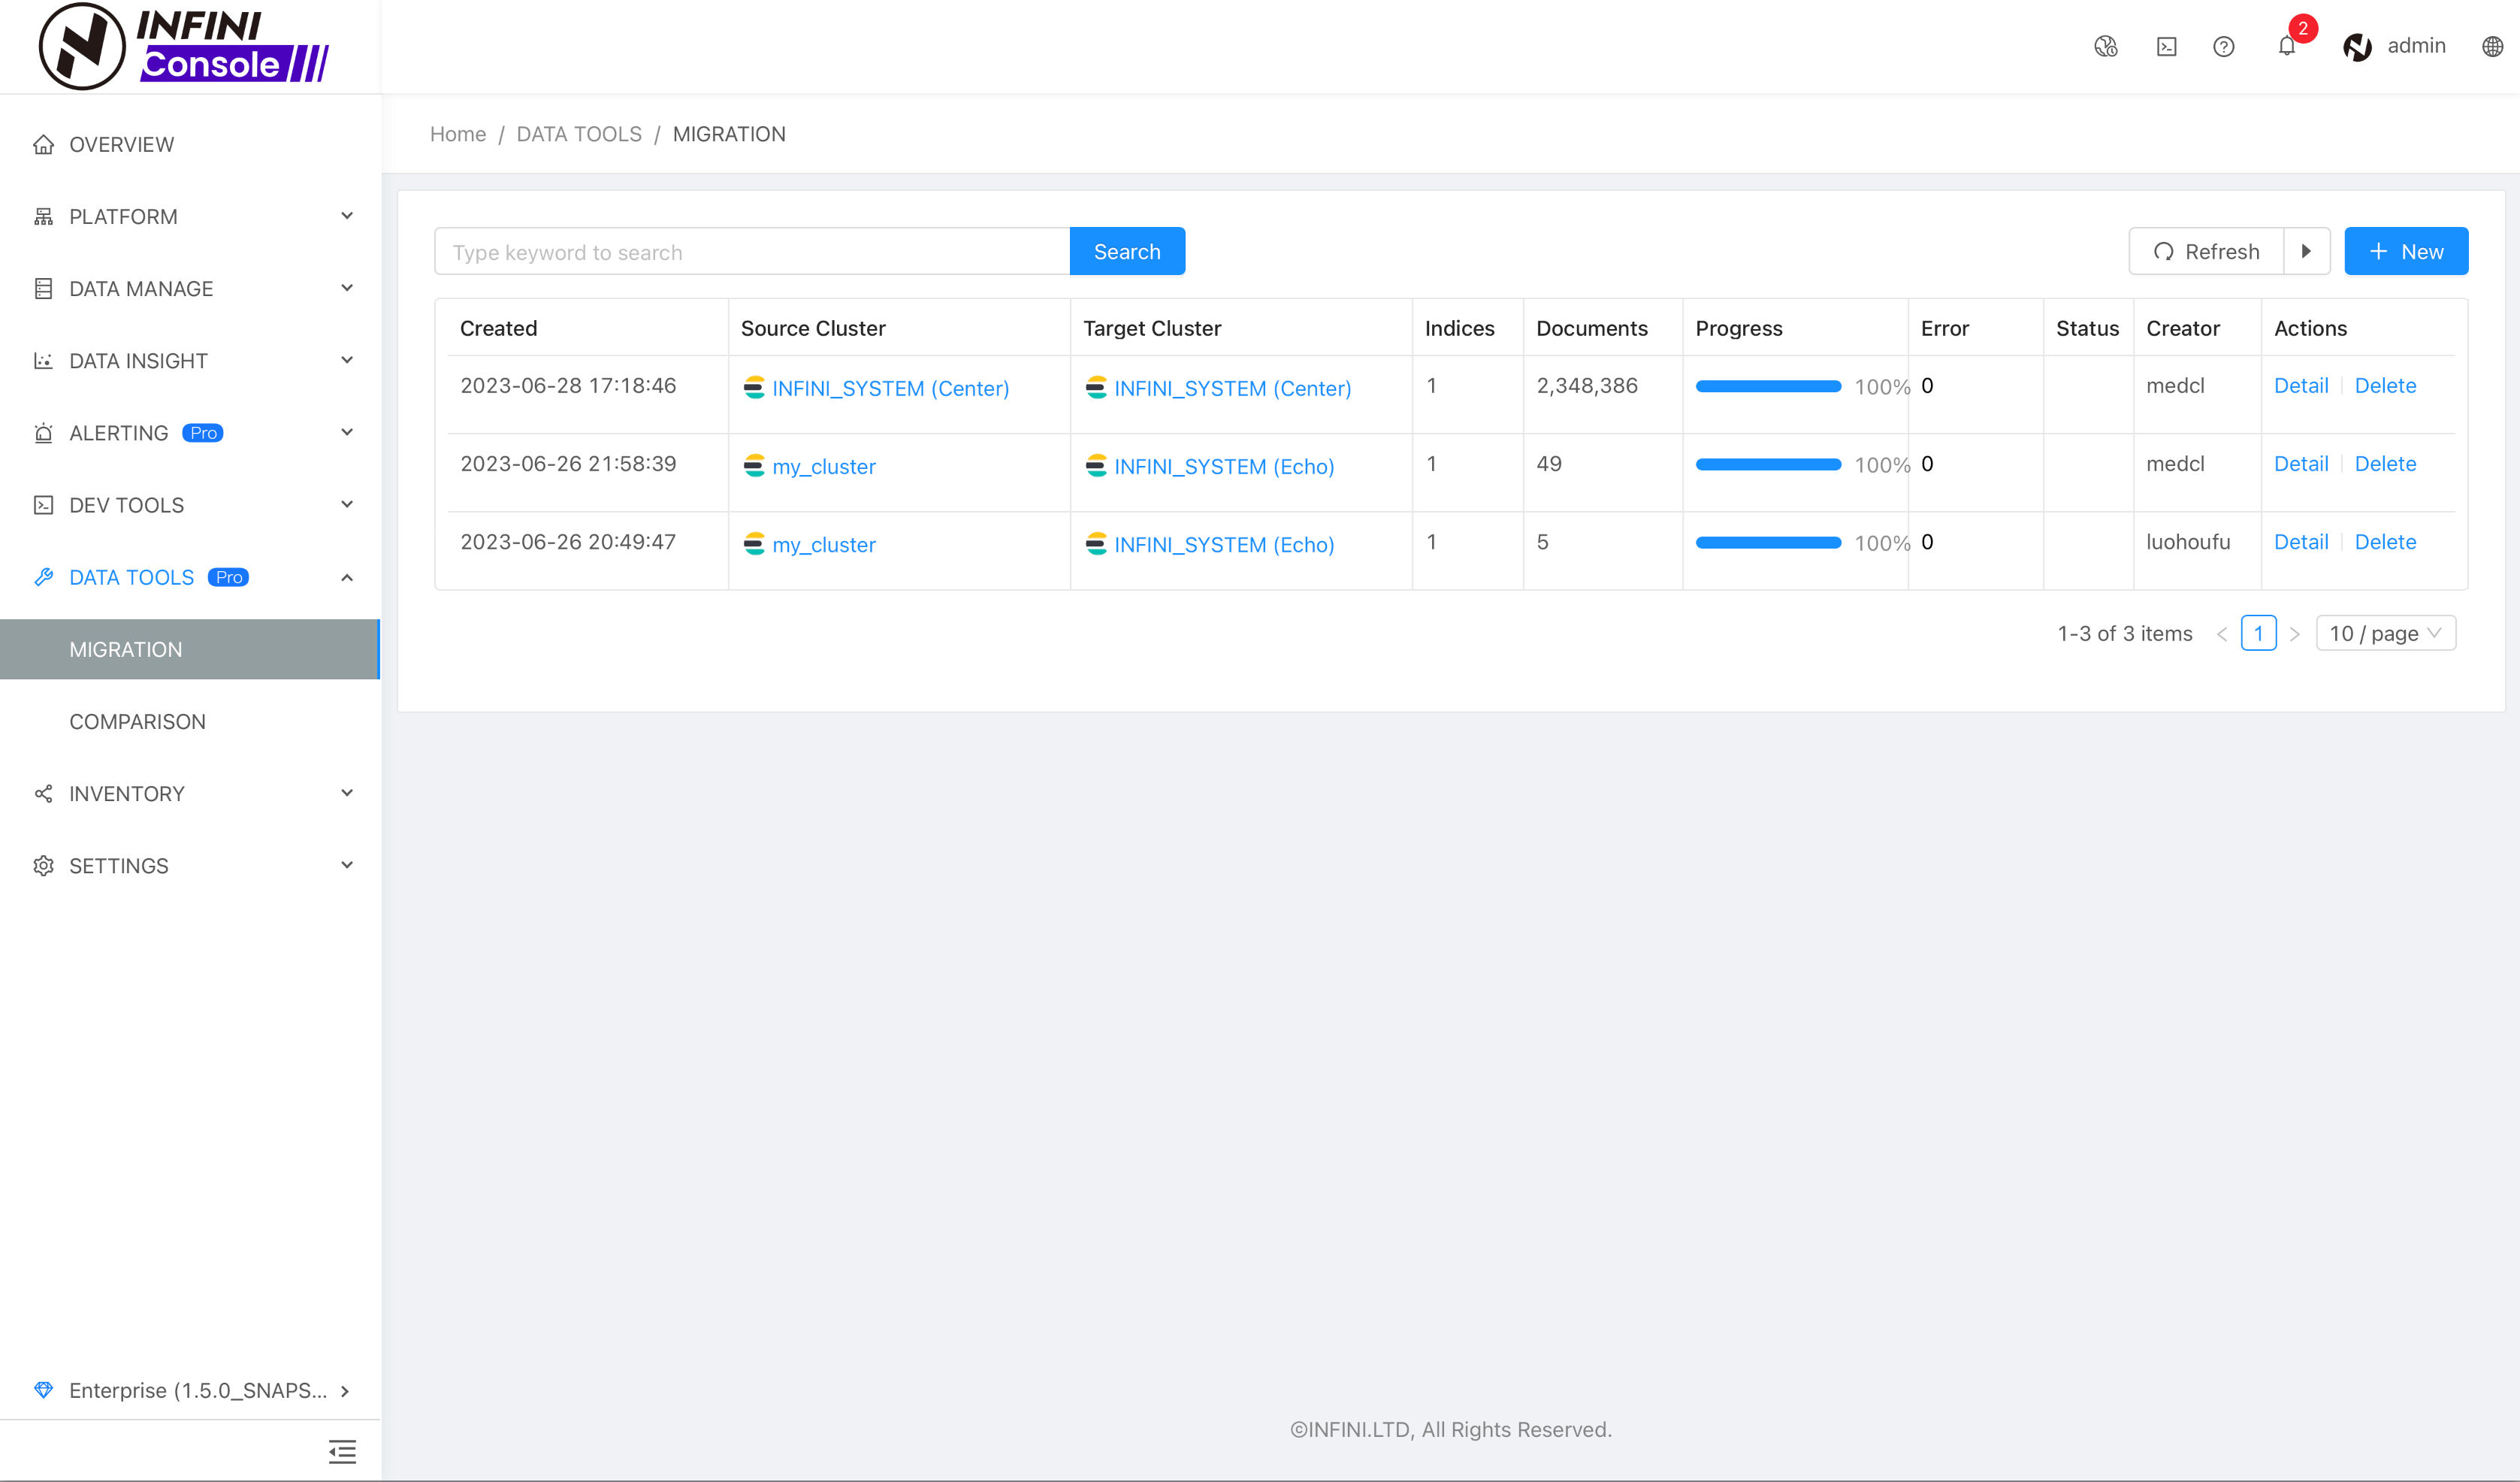 INFINI
Console
2
admin
Home / DATA TOOLS / MIGRATION
OVERVIEW
PLATFORM
DATA MANAGE
DATA INSIGHT
ALERTING Pro
DEV TOOLS
DATA TOOLS Pro
MIGRATION
COMPARISON
INVENTORY
SETTINGS
Enterprise (1.5.0_SNAPS...
Type keyword to search Search Refresh New
Created Source Cluster Target Cluster Indices Documents Progress Error Status Creator Actions
2023-06-28 17:18:46 INFINI_SYSTEM (Center) INFINI_SYSTEM (Center) 1 2,348,386 100% 0 medcl Detail Delete
2023-06-26 21:58:39 my_cluster INFINI_SYSTEM (Echo) 1 49 100% 0 medcl Detail Delete
2023-06-26 20:49:47 my_cluster INFINI_SYSTEM (Echo) 1 5 100% 0 luohoufu Detail Delete
1-3 of 3 items < 1 > 10 / page
©INFINI.LTD, All Rights Reserved.